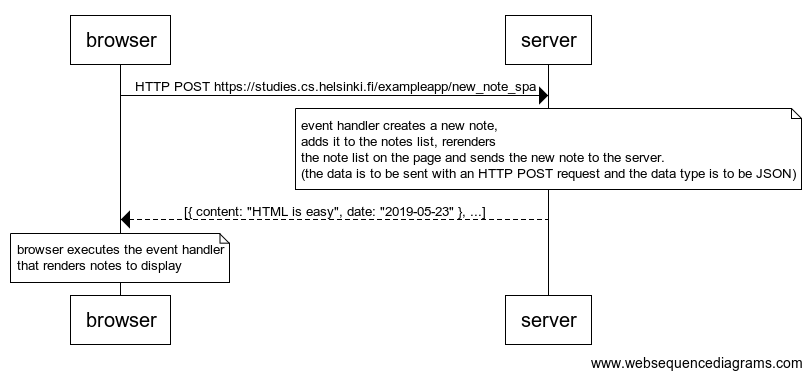 browser
server
HTTP POST https://studies.cs.helsinki.fi/exampleapp/new_note_spa
event handler creates a new note,
adds it to the notes list, rerenders
the note list on the page and sends the new note to the server.
(the data is to be sent with an HTTP POST request and the data type is to be JSON)
[{ content: "HTML is easy", date: "2019-05-23" }, ...]
browser executes the event handler
that renders notes to display
browser
server
www.websequencediagrams.com